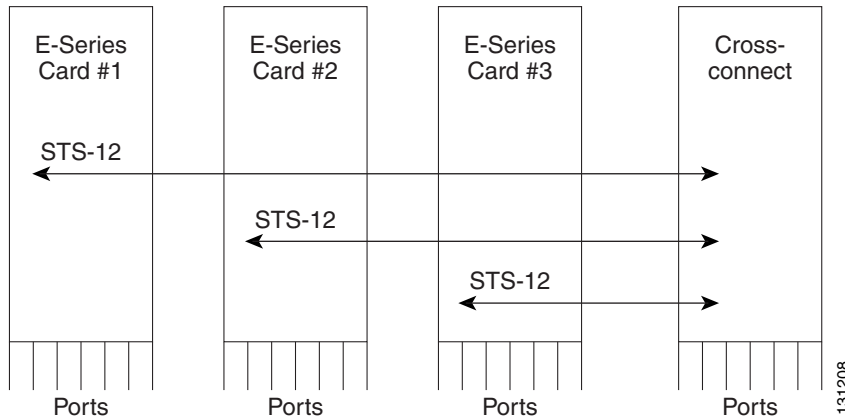 E-Series
Card #1
E-Series
Card #2
E-Series
Card #3
Cross-
connect
STS-12
STS-12
STS-12
Ports
Ports
Ports
Ports
131208